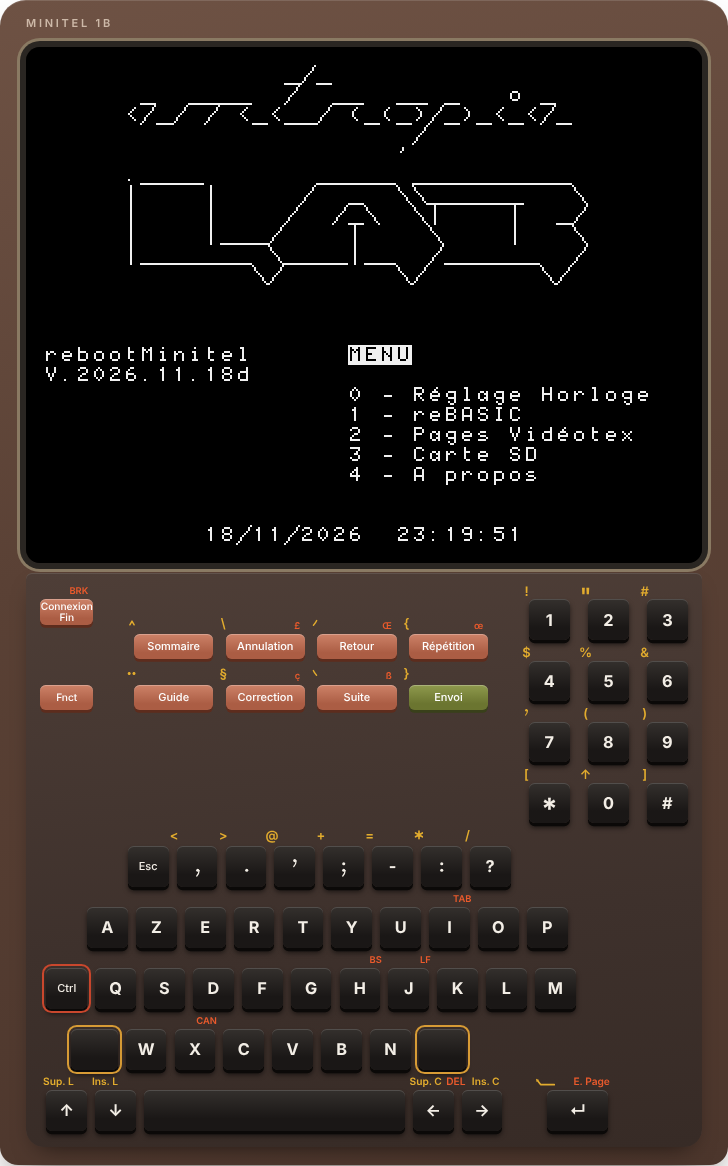 MINITEL 1B
entropia
LAB
rebootMinitel
V.2026.11.18d
MENU
0 - Réglage Horloge
1 - reBASIC
2 - Pages Vidéotex
3 - Carte SD
4 - A propos
18/11/2026 23:19:51
BRK
Connexion
Fin
^ \ £ ´ Œ { œ
Sommaire Annulation Retour Répétition
¨ § ç ` ß }
Fnct Guide Correction Suite Envoi
! " #
1 2 3
$ % &
4 5 6
' ( )
7 8 9
[ ↑ ]
* 0 #
< > @ + = * /
Esc , . ' ; - : ?
TAB
A Z E R T Y U I O P
BS LF
Ctrl Q S D F G H J K L M
CAN
W X C V B N
Sup. L Ins. L Sup. C DEL Ins. C E. Page
↑ ↓ ← → ↵